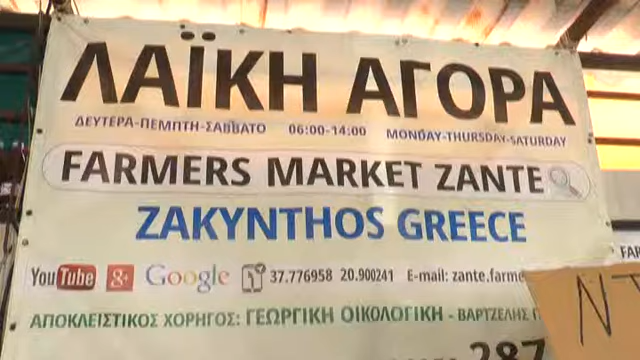 ΛΑΪΚΗ ΑΓΟΡΑ
ΔΕΥΤΕΡΑ-ΠΕΜΠΤΗ-ΣΑΒΒΑΤΟ 06:00-14:00 MONDAY-THURSDAY-SATURDAY
FARMERS MARKET ZANTE
ZAKYNTHOS GREECE
YouTube g+ Google 37.776958 20.900241 E-mail: zante.farme
ΑΠΟΚΛΕΙΣΤΙΚΟΣ ΧΟΡΗΓΟΣ: ΓΕΩΡΓΙΚΗ ΟΙΚΟΛΟΓΙΚΗ - ΒΑΡΤΖΕΛΗΣ
287
FAR